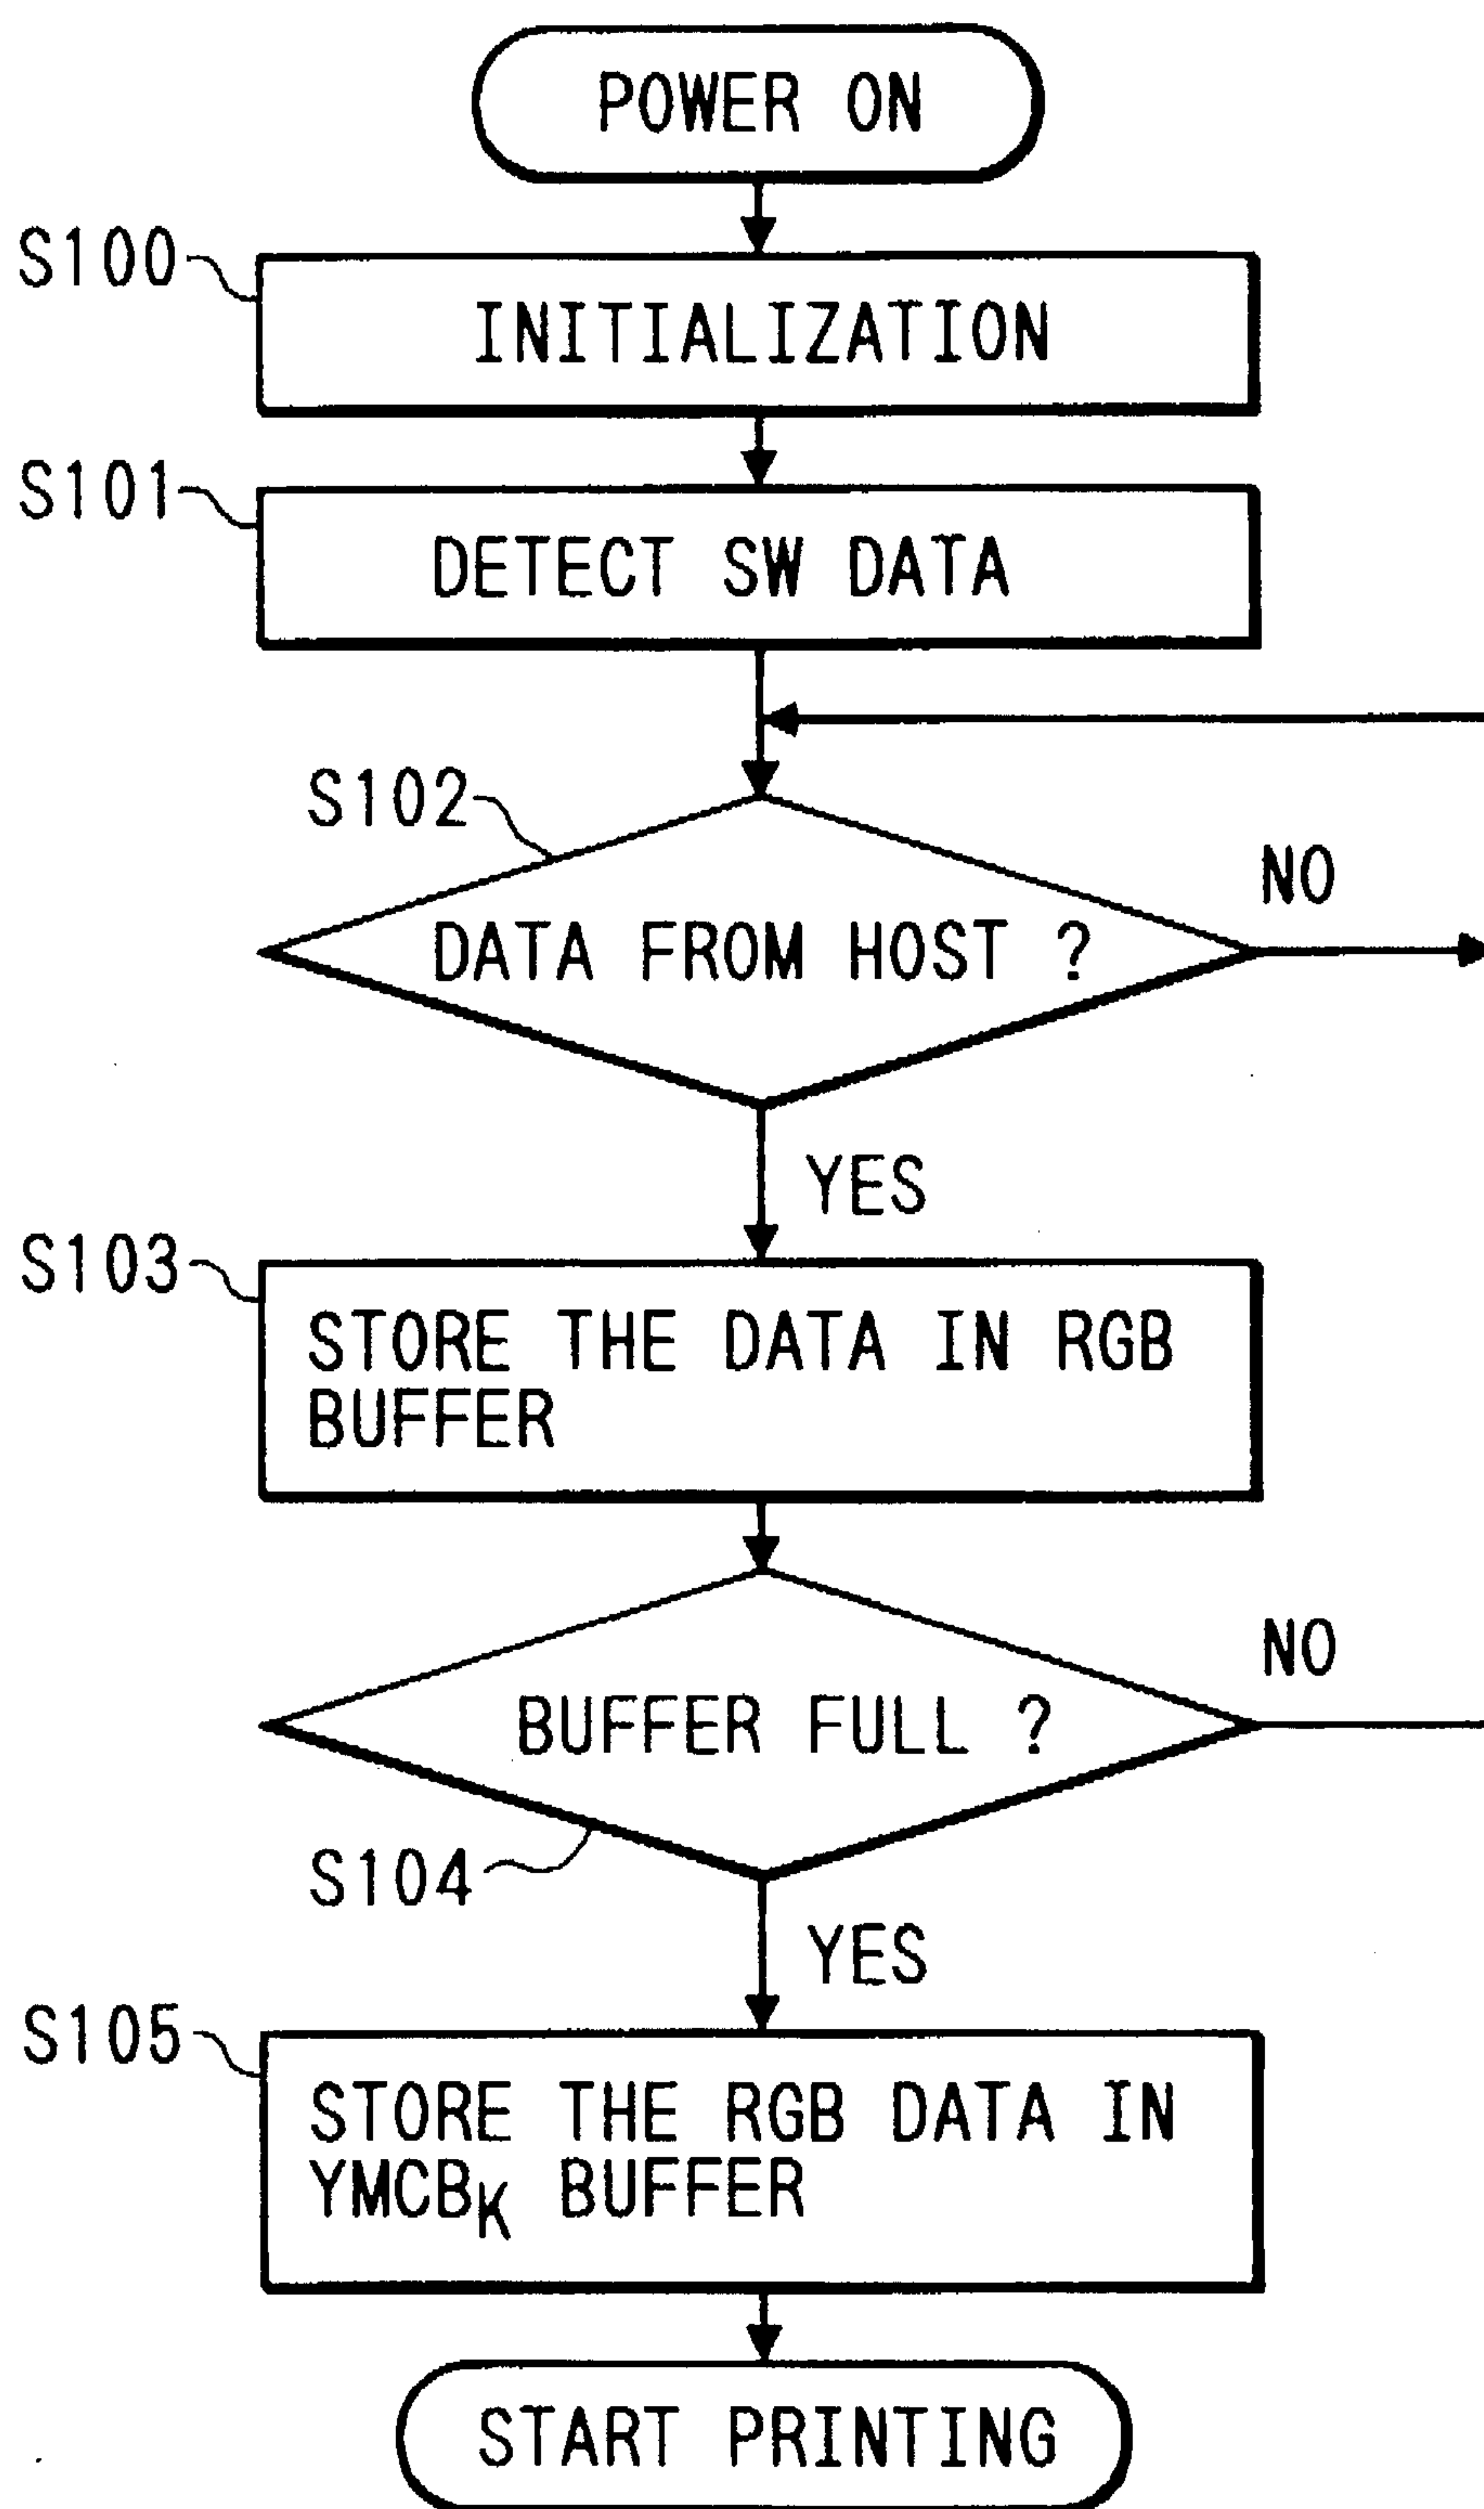 POWER ON
S100
INITIALIZATION
S101
DETECT SW DATA
S102
NO
DATA FROM HOST ?
YES
S103
STORE THE DATA IN RGB
BUFFER
NO
BUFFER FULL ?
S104
YES
S105
STORE THE RGB DATA IN
YMCBK BUFFER
START PRINTING